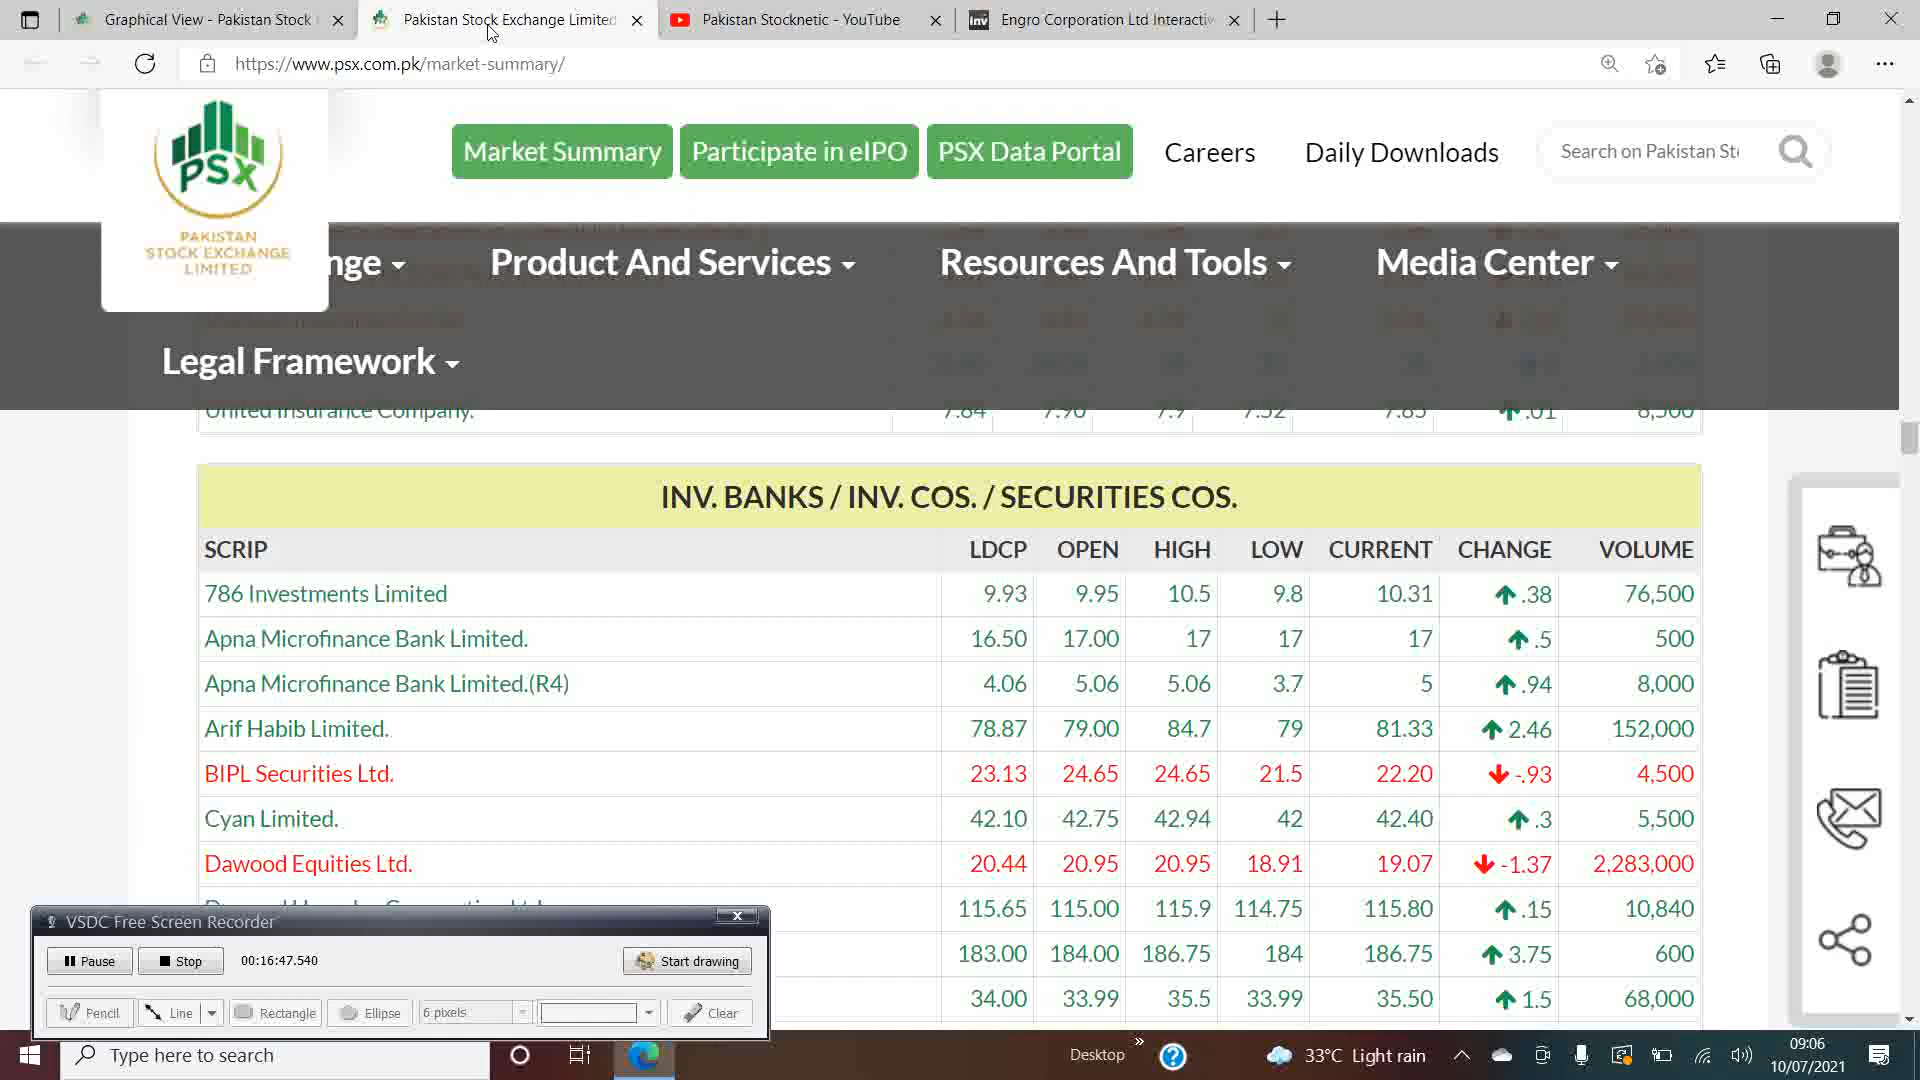 Graphical View - Pakistan Stock
Pakistan Stock Exchange Limited
Pakistan Stocknetic - YouTube
inv Engro Corporation Ltd Interactiv
https://www.psx.com.pk/market-summary/
PSX
PAKISTAN
STOCK EXCHANGE
LIMITED
Market Summary Participate in eIPO PSX Data Portal Careers Daily Downloads Search on Pakistan Sto
nge Product And Services Resources And Tools Media Center
Legal Framework
United Insurance Company. 7.84 7.90 7.9 7.52 7.85 .01 8,500
INV. BANKS / INV. COS. / SECURITIES COS.
SCRIP LDCP OPEN HIGH LOW CURRENT CHANGE VOLUME
786 Investments Limited 9.93 9.95 10.5 9.8 10.31 .38 76,500
Apna Microfinance Bank Limited. 16.50 17.00 17 17 17 .5 500
Apna Microfinance Bank Limited.(R4) 4.06 5.06 5.06 3.7 5 .94 8,000
Arif Habib Limited. 78.87 79.00 84.7 79 81.33 2.46 152,000
BIPL Securities Ltd. 23.13 24.65 24.65 21.5 22.20 -.93 4,500
Cyan Limited. 42.10 42.75 42.94 42 42.40 .3 5,500
Dawood Equities Ltd. 20.44 20.95 20.95 18.91 19.07 -1.37 2,283,000
115.65 115.00 115.9 114.75 115.80 .15 10,840
183.00 184.00 186.75 184 186.75 3.75 600
34.00 33.99 35.5 33.99 35.50 1.5 68,000
VSDC Free Screen Recorder
Pause Stop 00:16:47.540 Start drawing
Pencil Line Rectangle Ellipse 6 pixels Clear
Type here to search
Desktop
33°C Light rain
09:06
10/07/2021